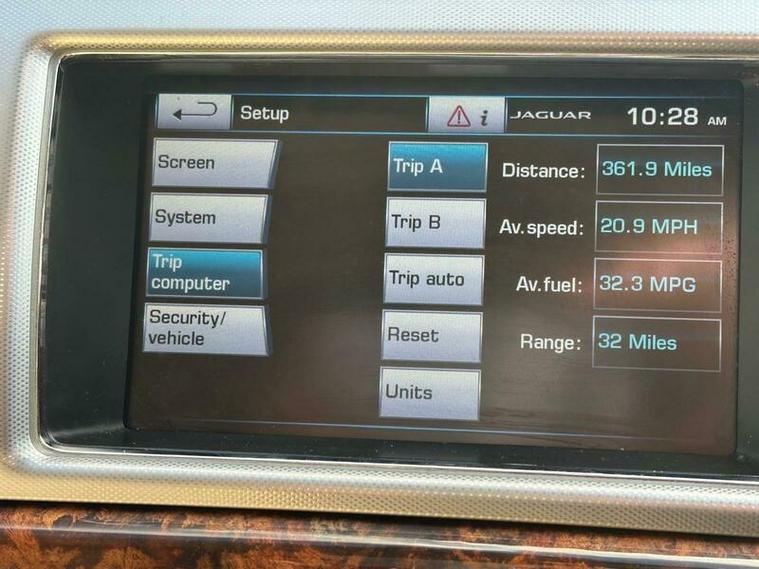 Setup
i
JAGUAR
10:28 AM
Screen
System
Trip
computer
Security/
vehicle
Trip A
Trip B
Trip auto
Reset
Units
Distance: 361.9 Miles
Av.speed: 20.9 MPH
Av.fuel: 32.3 MPG
Range: 32 Miles